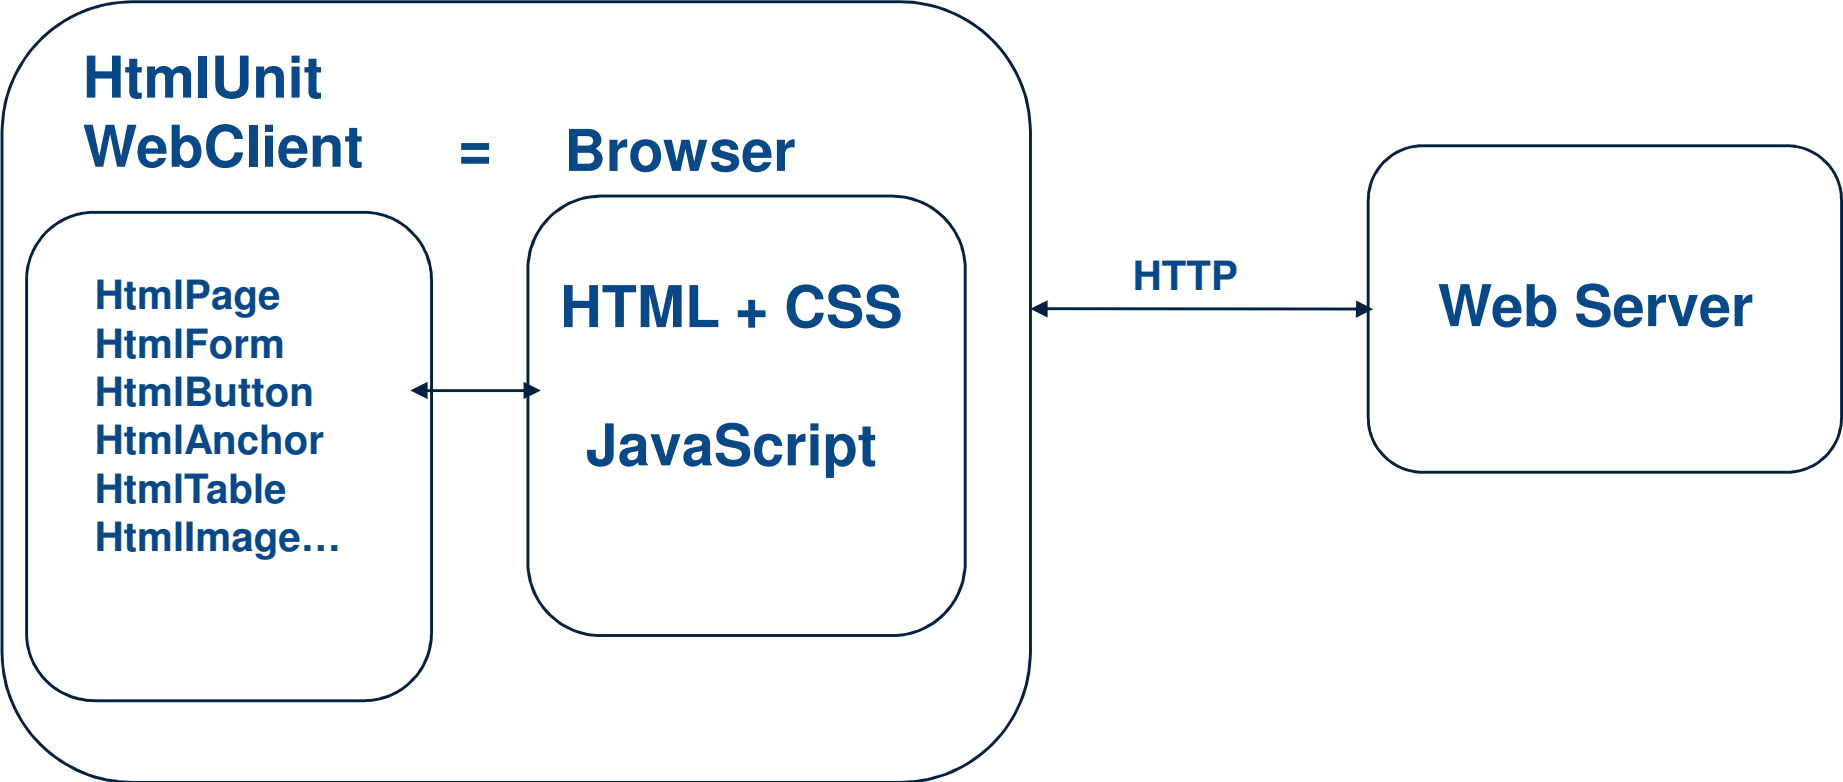 HtmlUnit
WebClient = Browser
HtmlPage
HtmlForm
HtmlButton
HtmlAnchor
HtmlTable
HtmlImage…
HTML + CSS
JavaScript
HTTP
Web Server